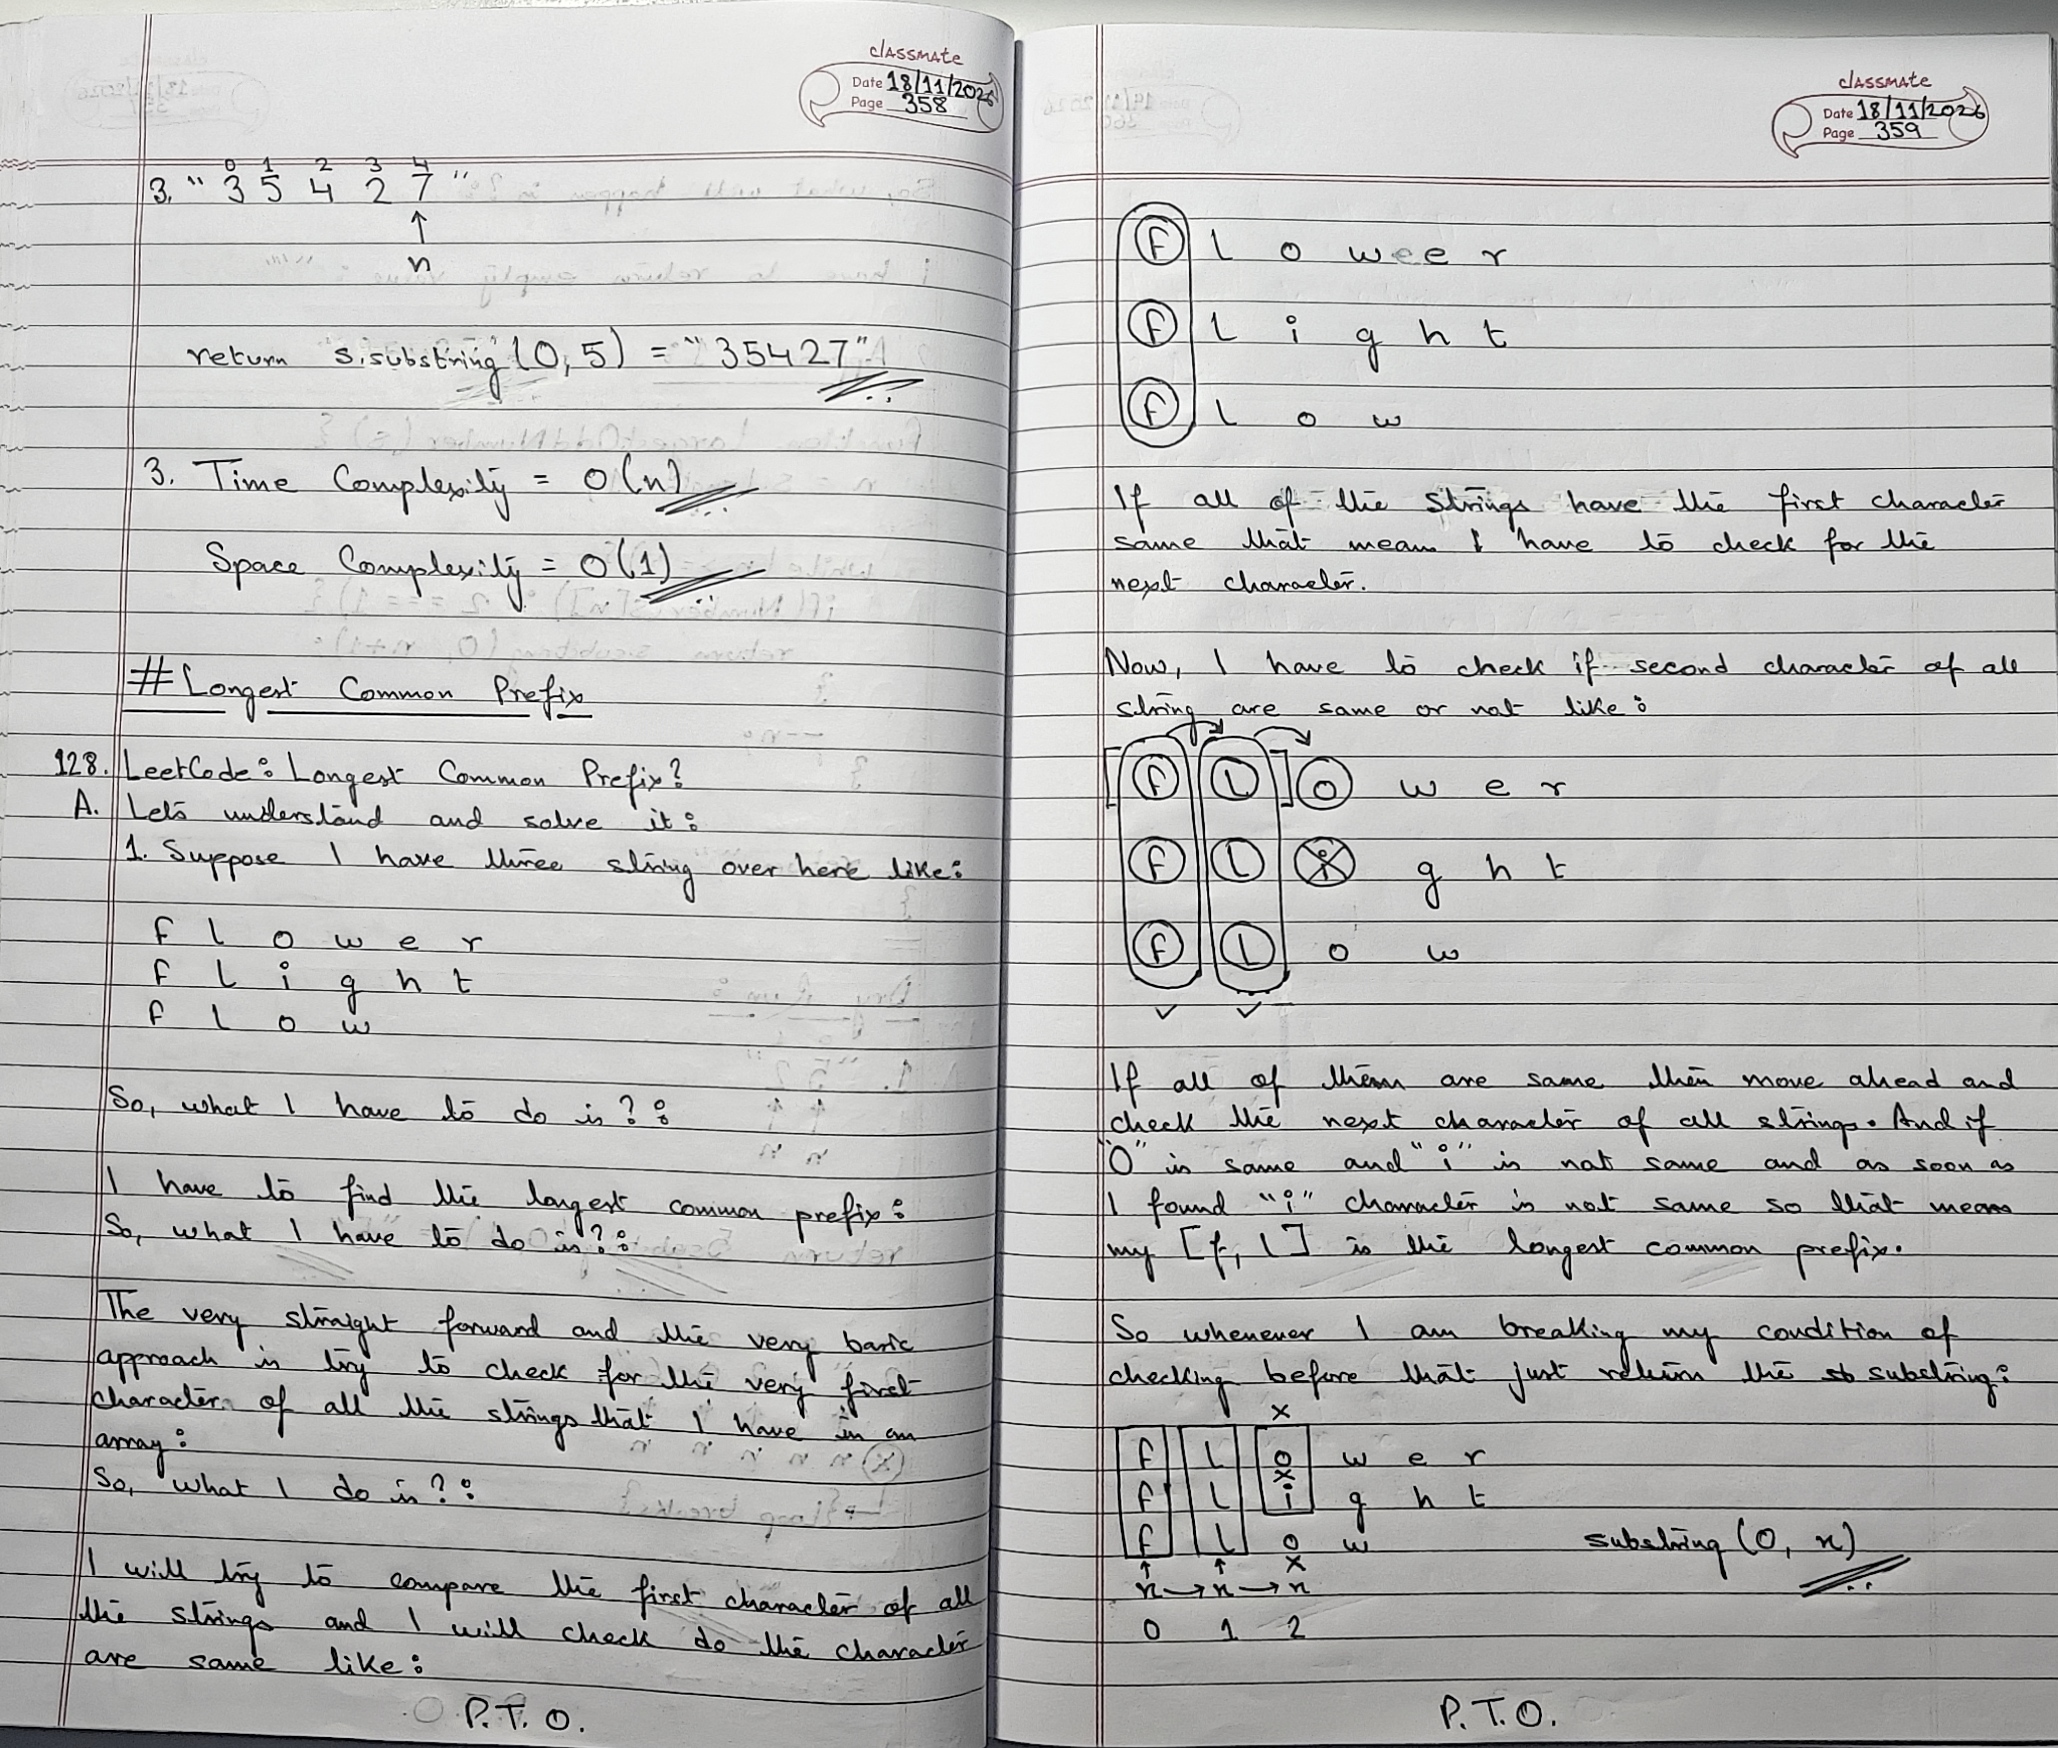 classmate
Date 18/11/2026
Page 358
0 1 2 3 4
3. " 3 5 4 2 7 "
↑
n
return s.substring(0, 5) = "35427"
3. Time Complexity = O(n)
Space Complexity = O(1)
# Longest Common Prefix
128. LeetCode: Longest Common Prefix?
A. Lets understand and solve it:
1. Suppose I have three string over here like:
f l o w e r
f l i g h t
f l o w
So, what I have to do is?:
I have to find the longest common prefix:
So, what I have to do is?:
The very straight forward and the very basic
approach is try to check for the very first
character of all the strings that I have in an
array:
So, what I do is?:
I will try to compare the first character of all
the strings and I will check do the character
are same like:
P.T.O.
classmate
Date 18/11/2026
Page 359
f l o w e e r
f l i g h t
f l o w
If all of the strings have the first character
same that means I have to check for the
next character.
Now, I have to check if second character of all
string are same or not like:
[ f l ] o w e r
f l i g h t
f l o w
If all of them are same then move ahead and
check the next character of all strings. And if
"O" is same and "i" is not same and as soon as
I found "i" character is not same so that means
my [f, l] is the longest common prefix.
So whenever I am breaking my condition of
checking before that just return the sb substring:
x
f l o w e r
x
f l i g h t
f l o w substring (0, n)
↑ ↑ x
n → n → n
0 1 2
P.T.O.